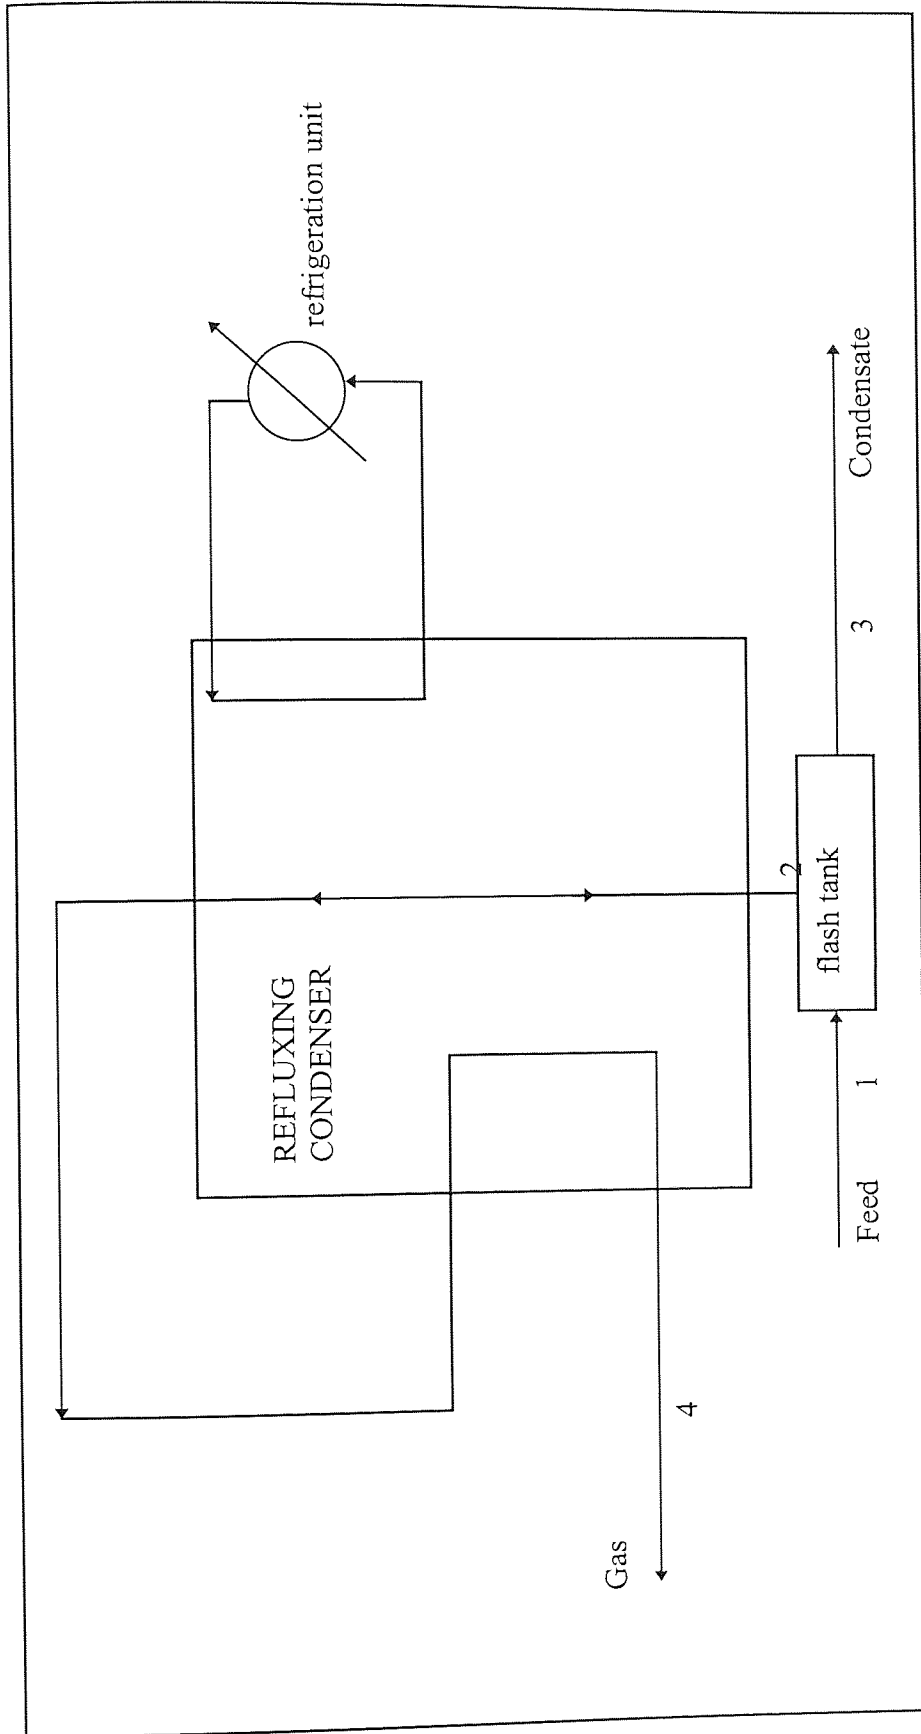 refrigeration unit
REFLUXING
CONDENSER
Gas
4
2
flash tank
Feed
1
3
Condensate